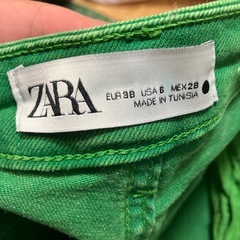 ZARA
EUR 38 USA 6 MEX 28
MADE IN TUNISIA